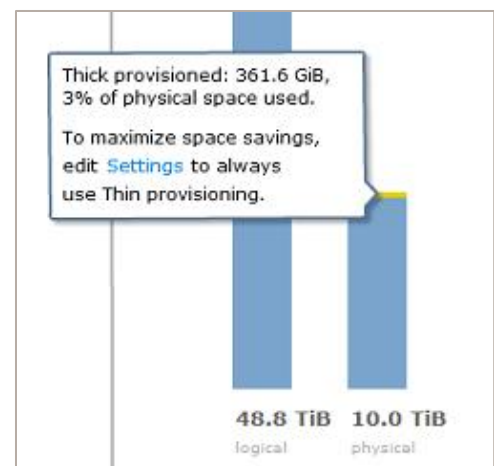 Thick provisioned: 361.6 GiB,
3% of physical space used.
To maximize space savings,
edit Settings to always
use Thin provisioning.
48.8 TiB 10.0 TiB
logical physical